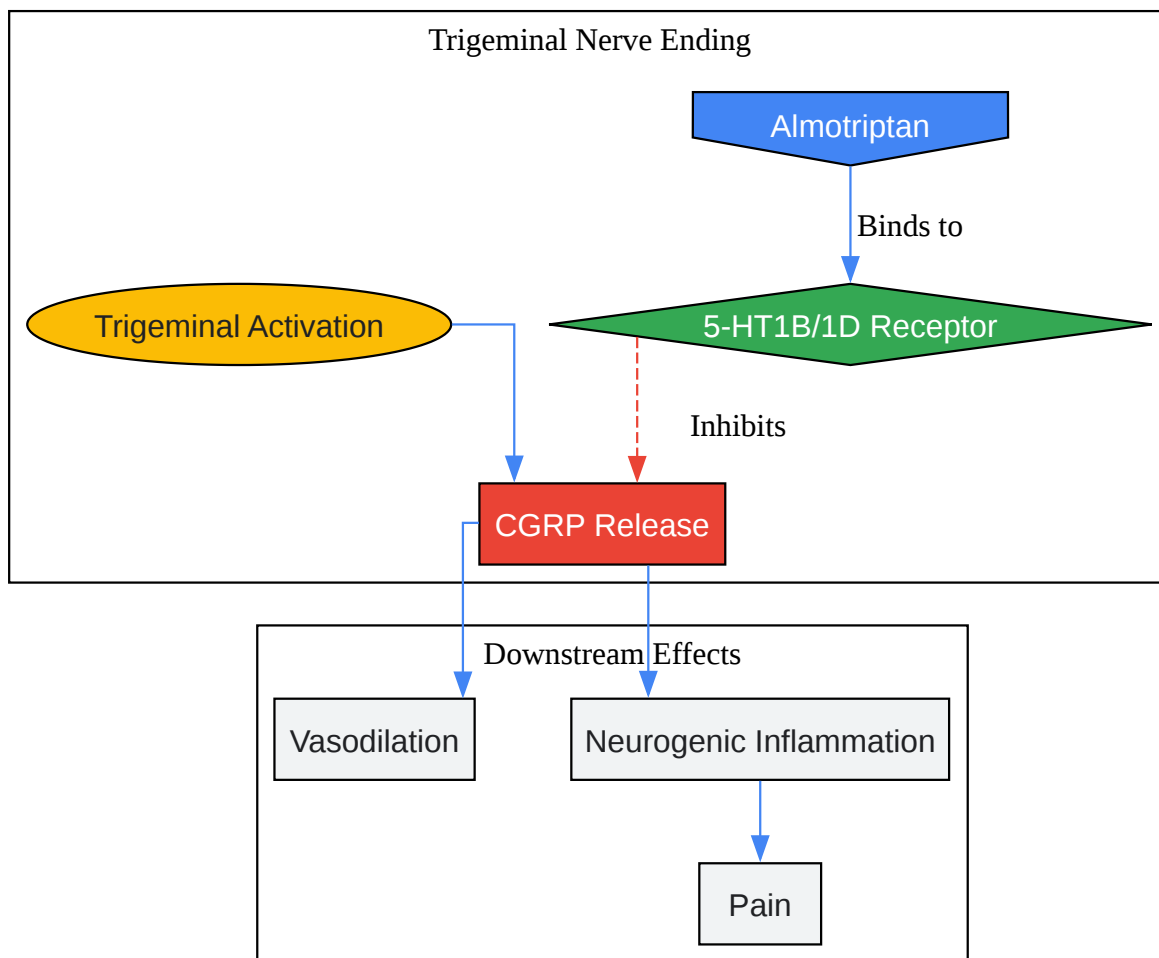 Trigeminal Nerve Ending
Almotriptan
Binds to
Trigeminal Activation
5-HT1B/1D Receptor
Inhibits
CGRP Release
Downstream Effects
Vasodilation
Neurogenic Inflammation
Pain